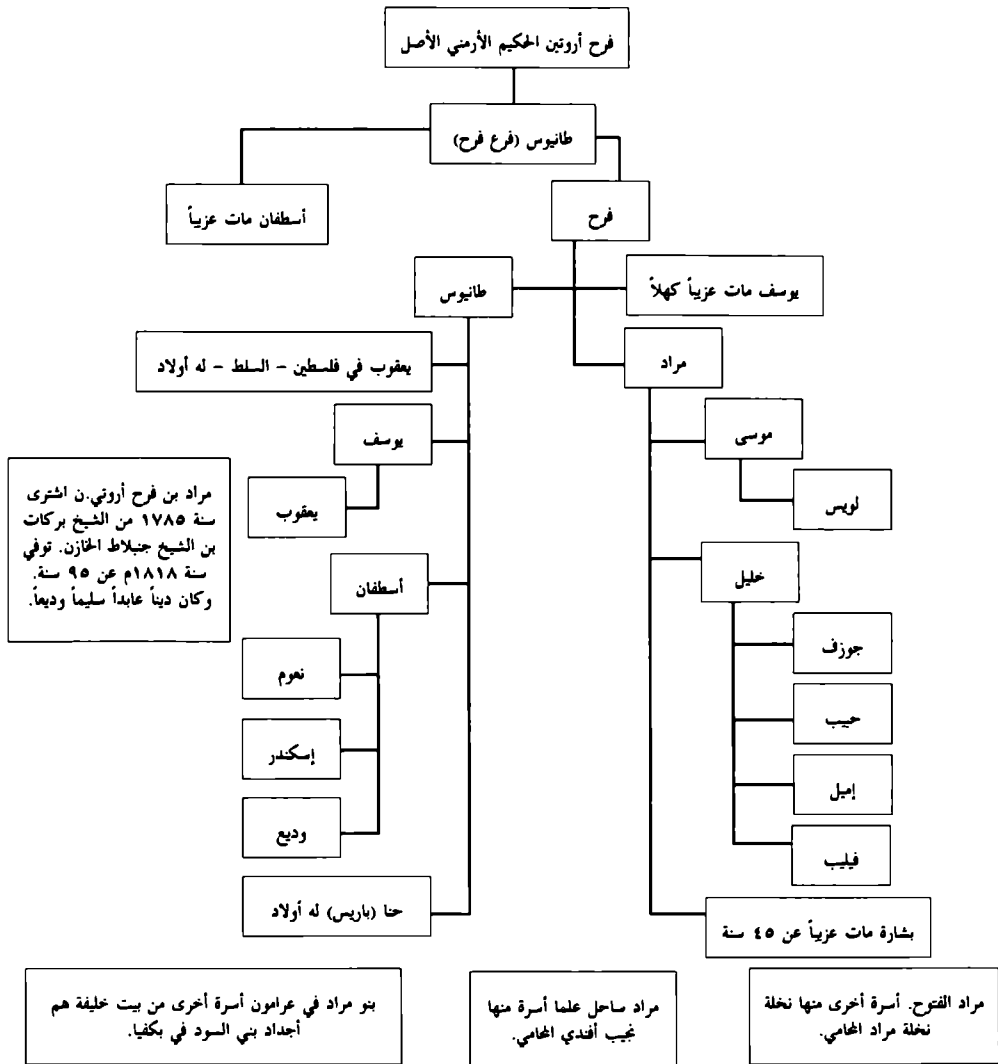 فرح أروتين الحكيم الأرمني الأصل
طانيوس (فرع فرح)
أسطفان مات عزيباً
فرح
طانيوس
يوسف مات عزيباً كهلاً
يعقوب في فلسطين – السلط – له أولاد
مراد
يوسف
موسى
يعقوب
لويس
مراد بن فرح أروتي.ن اشترى
سنة ١٧٨٥ من الشيخ بركات
بن الشيخ جنبلاط الخازن. توفي
سنة ١٨١٨م عن ٩٥ سنة.
وكان ديناً عابداً سليماً وديعاً.
أسطفان
خليل
نعوم
جوزف
إسكندر
حبيب
وديع
إميل
فيليب
حنا (باريس) له أولاد
بشارة مات عزيباً عن ٤٥ سنة
مراد الفتوح. أسرة أخرى منها نخلة
نخلة مراد المحامي.
مراد ساحل علما أسرة منها
نجيب أفندي المحامي.
بنو مراد في عرامون أسرة أخرى من بيت خليفة هم
أجداد بني السود في بكفيا.